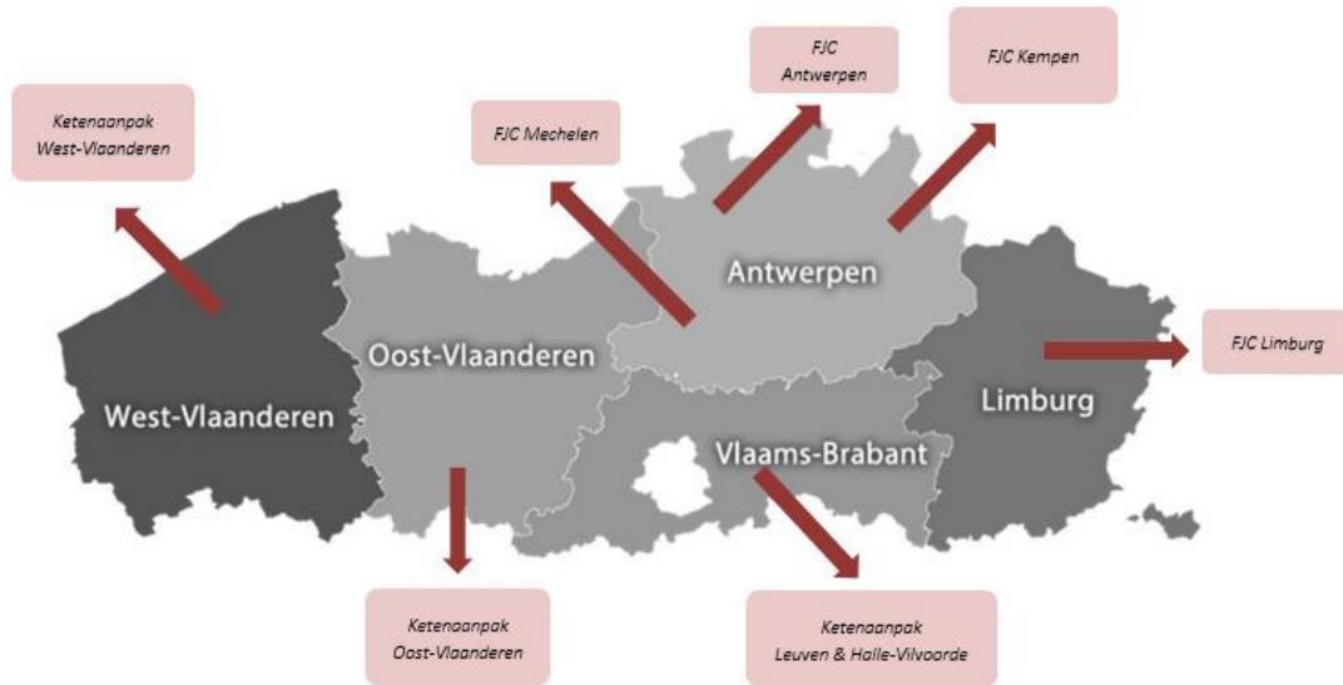 FJC
Antwerpen
FJC Kempen
Ketenaanpak
West-Vlaanderen
FJC Mechelen
Antwerpen
Oost-Vlaanderen
FJC Limburg
West-Vlaanderen
Limburg
Vlaams-Brabant
Ketenaanpak
Oost-Vlaanderen
Ketenaanpak
Leuven & Halle-Vilvoorde